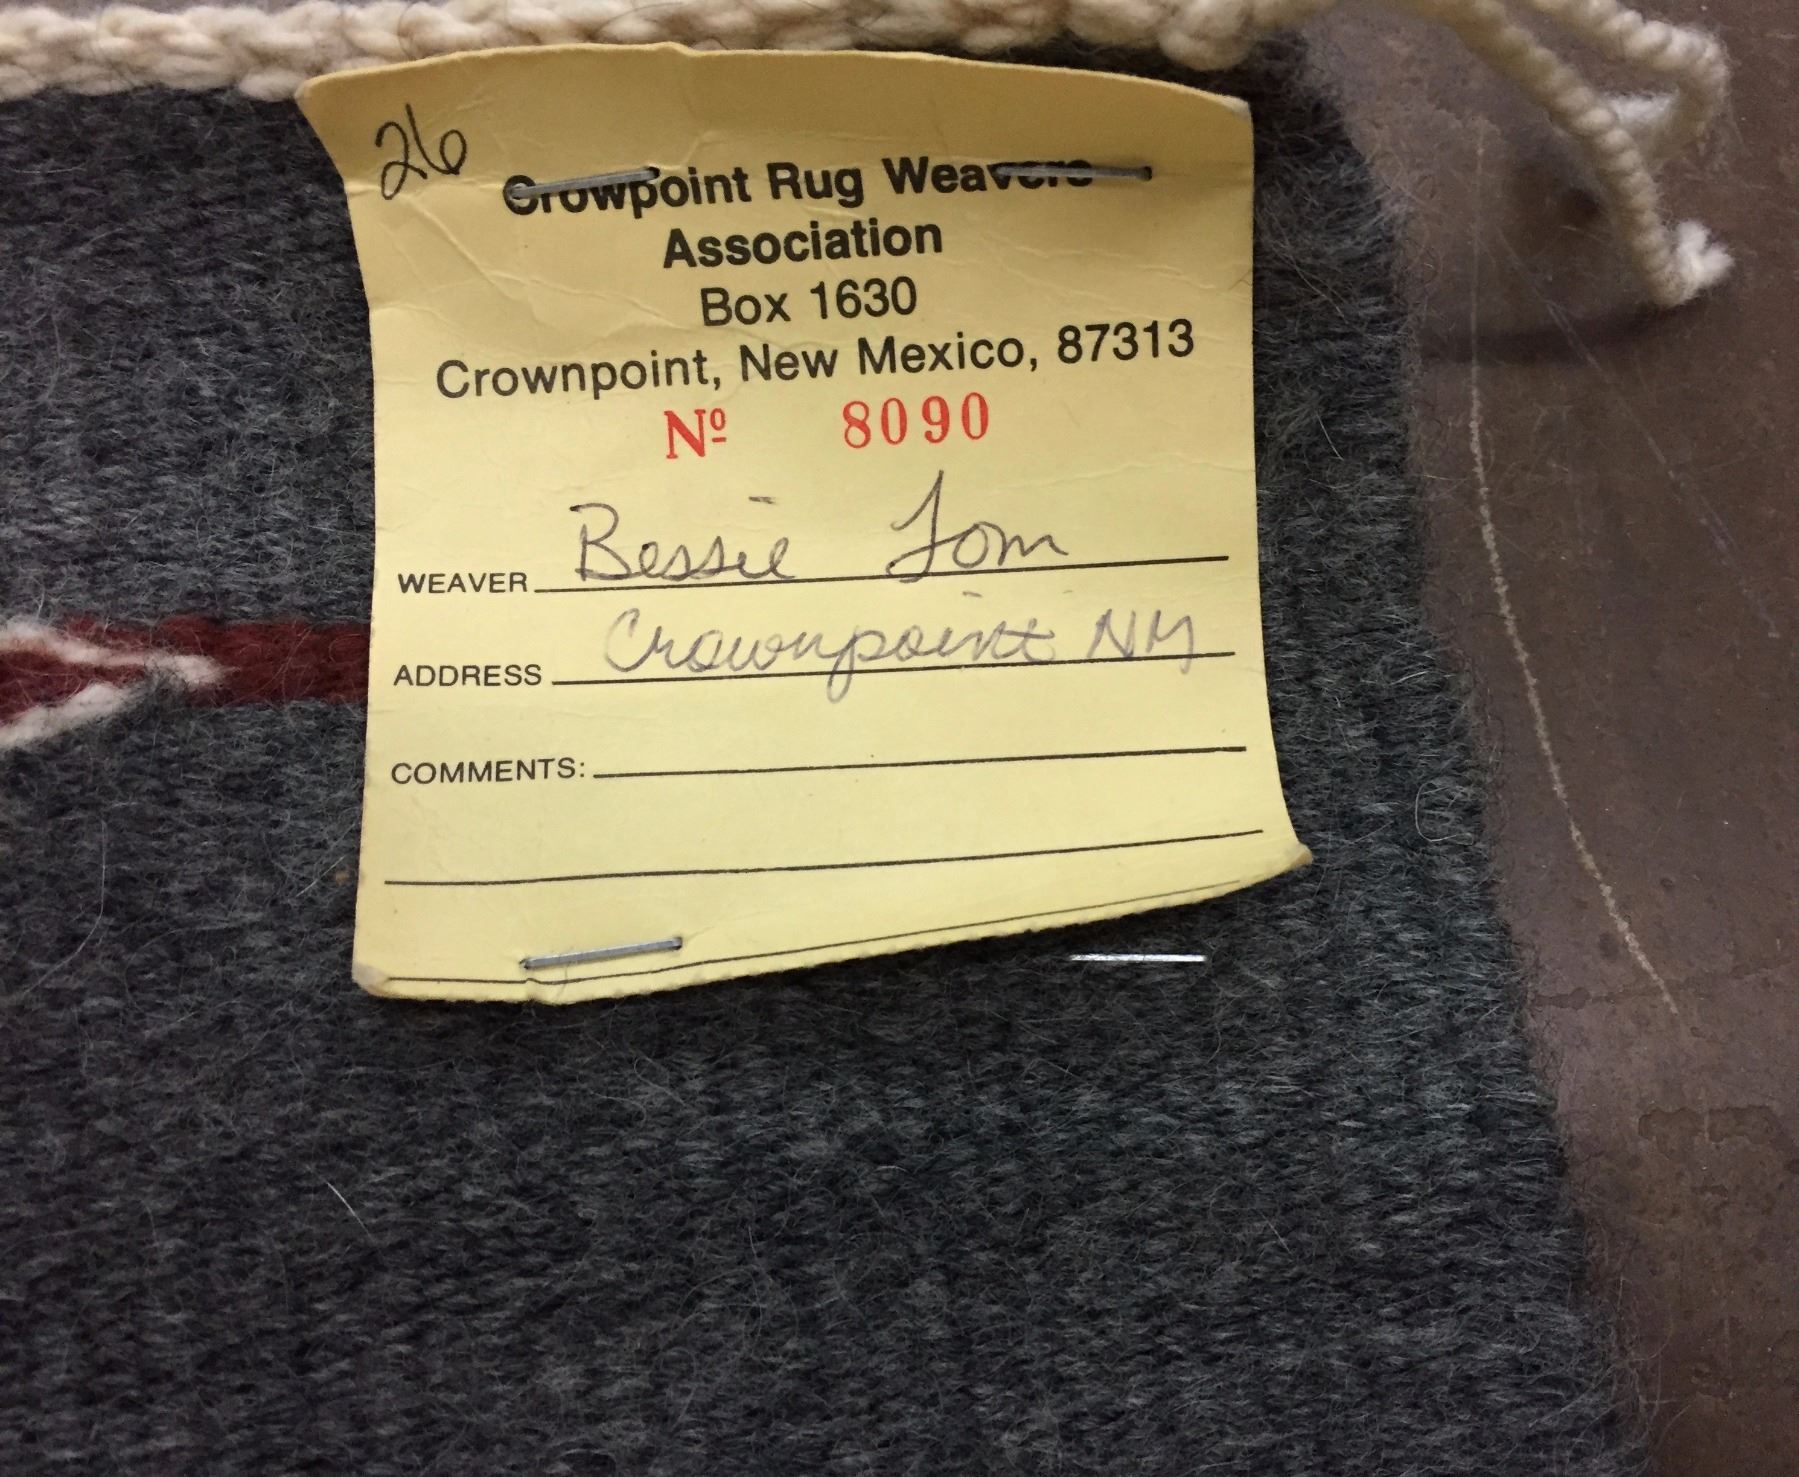 26
Crowpoint Rug Weavers
Association
Box 1630
Crownpoint, New Mexico, 87313
Nº 8090
WEAVER Bessie Tom
ADDRESS Crownpoint NM
COMMENTS: